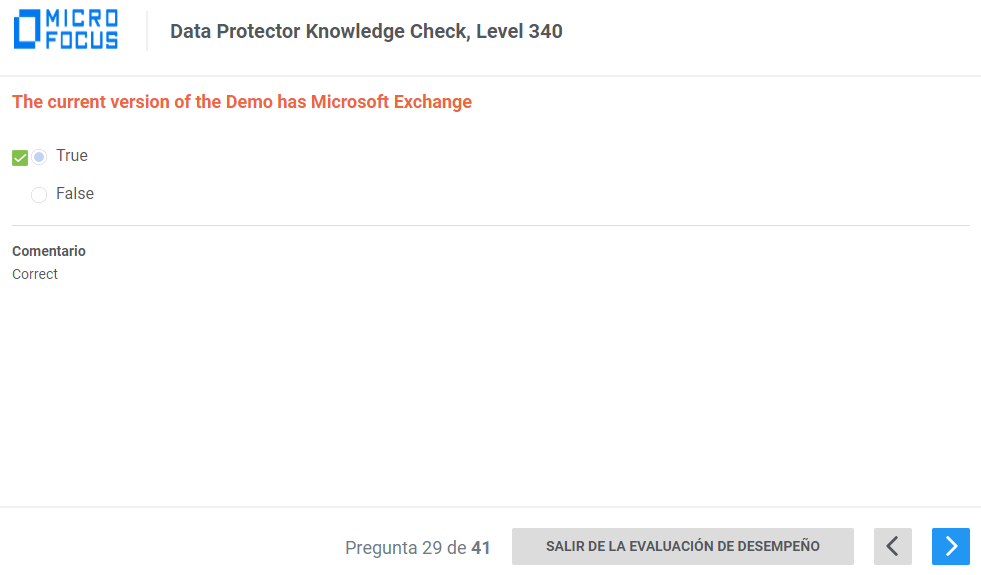 MICRO
FOCUS
Data Protector Knowledge Check, Level 340
The current version of the Demo has Microsoft Exchange
True
False
Comentario
Correct
Pregunta 29 de 41
SALIR DE LA EVALUACIÓN DE DESEMPEÑO